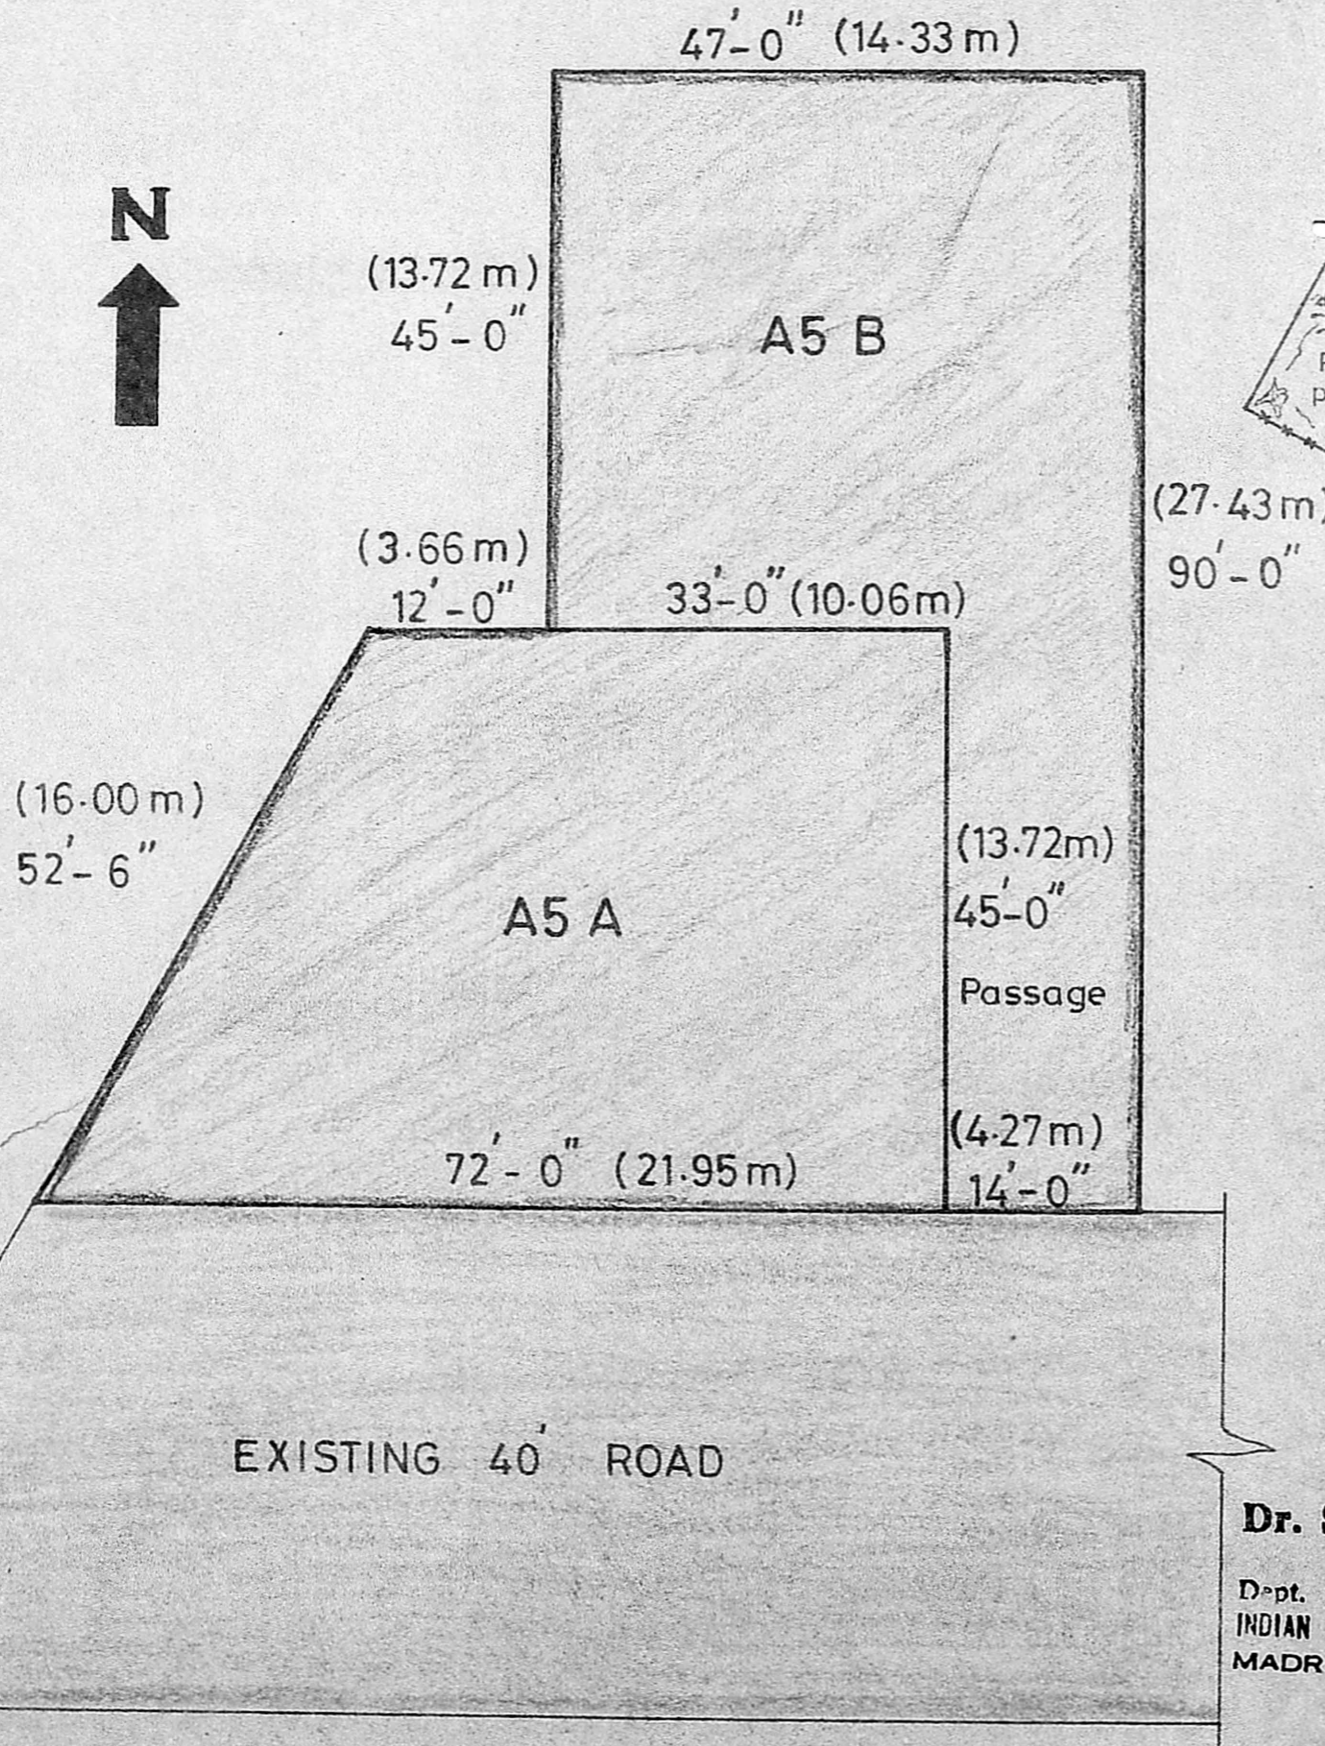 47'-0" (14.33 m)
N
(13.72 m)
45'-0"
A5 B
(27.43 m)
90'-0"
(3.66 m)
12'-0"
33'-0" (10.06m)
(16.00 m)
52'-6"
(13.72m)
45'-0"
A5 A
Passage
(4.27m)
14'-0"
72'-0" (21.95 m)
EXISTING 40' ROAD
Dr.
Dept.
INDIAN
MADR